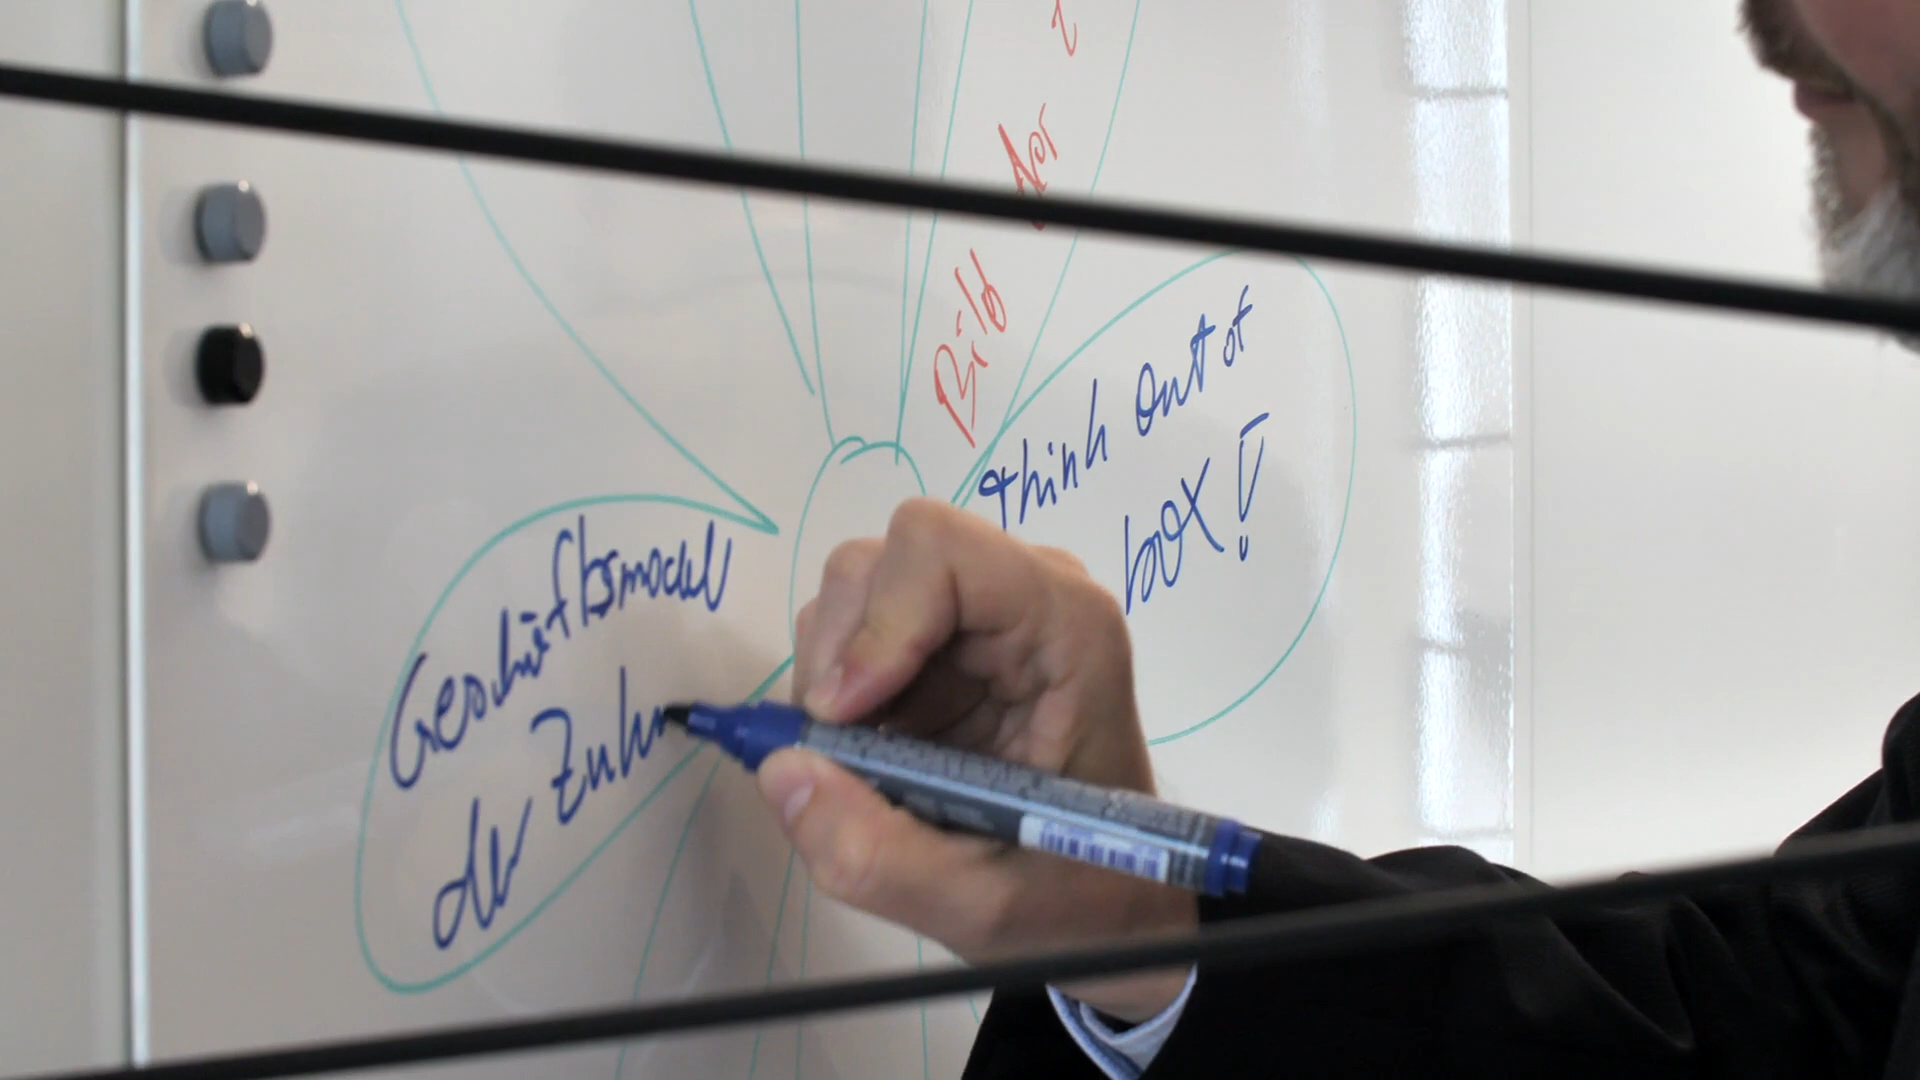 Bild der
think out of
box!
Geschäftsmodell
der Zuku